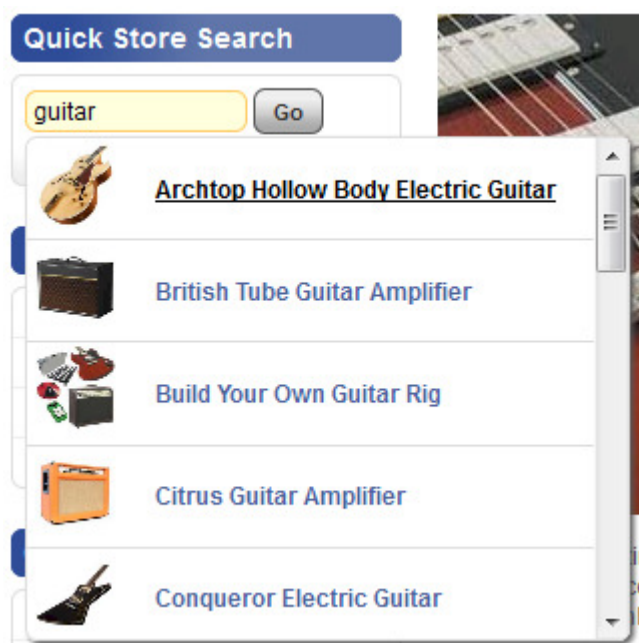 Quick Store Search
guitar
Go
Archtop Hollow Body Electric Guitar
British Tube Guitar Amplifier
Build Your Own Guitar Rig
Citrus Guitar Amplifier
Conqueror Electric Guitar